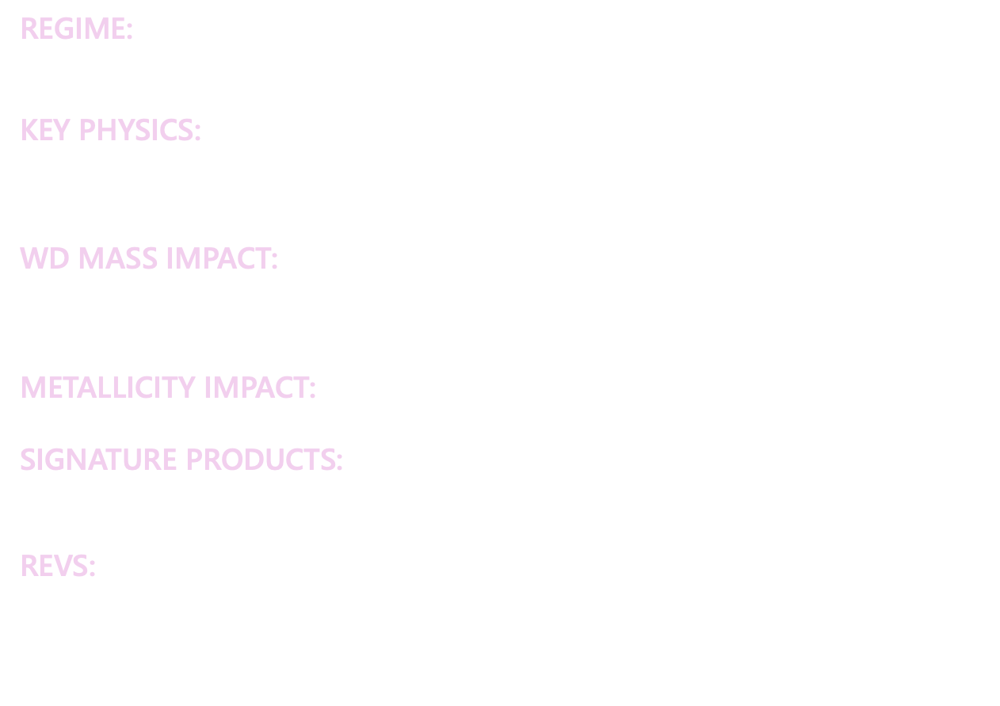 REGIME:
KEY PHYSICS:
WD MASS IMPACT:
METALLICITY IMPACT:
SIGNATURE PRODUCTS:
REVS: